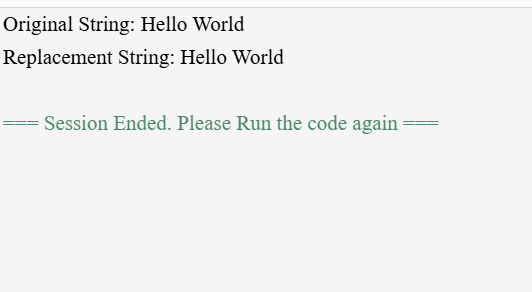 Original String: Hello World
Replacement String: Hello World
=== Session Ended. Please Run the code again ===